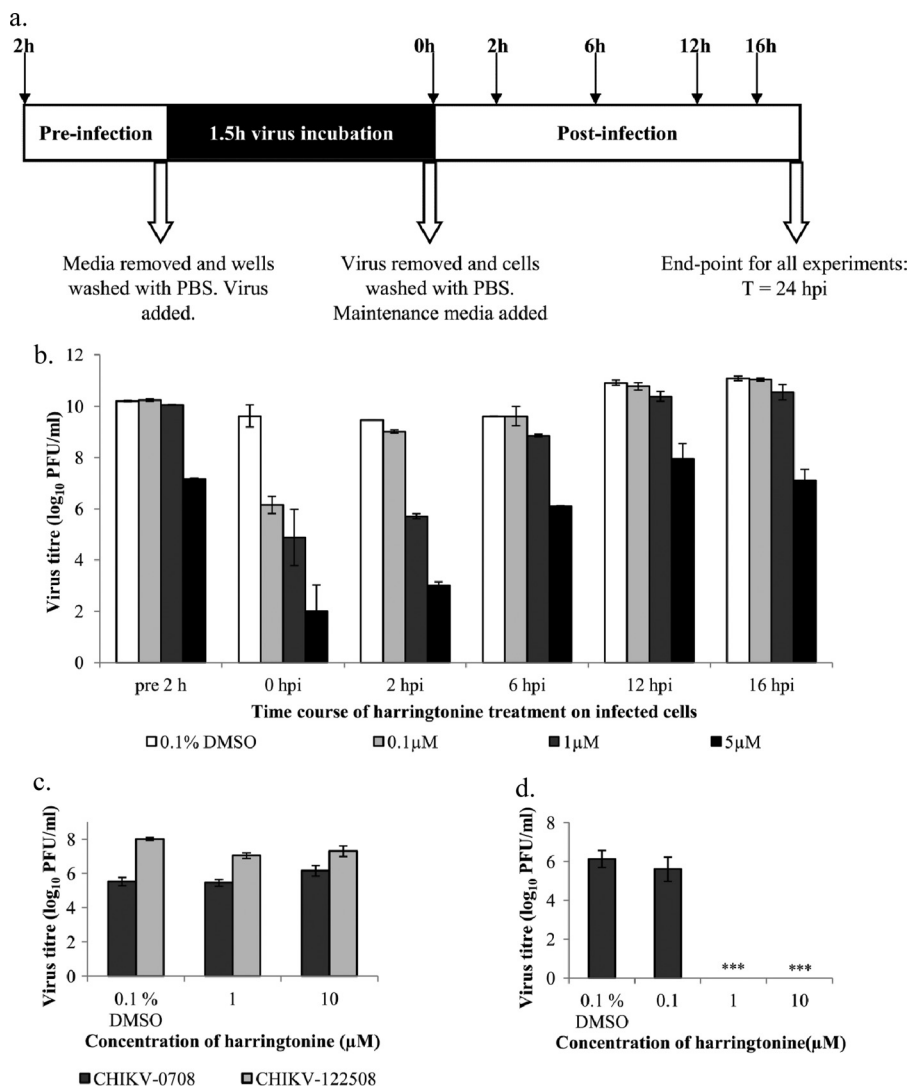 a.
2h 0h 2h 6h 12h 16h
Pre-infection 1.5h virus incubation Post-infection
Media removed and wells
washed with PBS. Virus
added.
Virus removed and cells
washed with PBS.
Maintenance media added
End-point for all experiments:
T = 24 hpi
b.
Virus titre (log10 PFU/ml)
12
10
8
6
4
2
0
pre 2 h 0 hpi 2 hpi 6 hpi 12 hpi 16 hpi
Time course of harringtonine treatment on infected cells
0.1% DMSO 0.1µM 1µM 5µM
c.
Virus titre (log10 PFU/ml)
8
6
4
2
0
0.1 %
DMSO
1 10
Concentration of harringtonine (µM)
CHIKV-0708 CHIKV-122508
d.
Virus titre (log10 PFU/ml)
8
6
4
2
0
*** ***
0.1 %
DMSO
0.1 1 10
Concentration of harringtonine(µM)